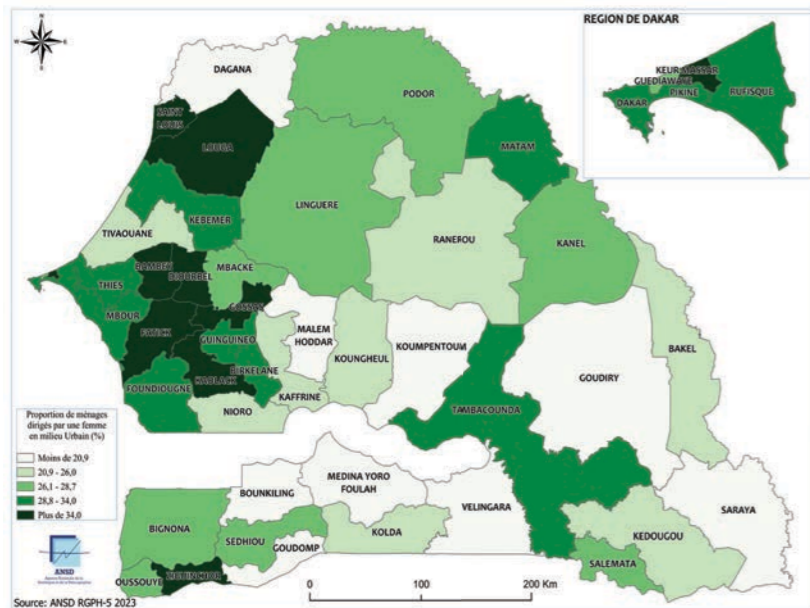 REGION DE DAKAR
KEUR-MASSAR
GUEDIAWAYE
DAKAR
PIKINE
RUFISQUE
N
DAGANA
PODOR
SAINT
LOUIS
LOUGA
MATAM
LINGUERE
KEBEMER
TIVAOUANE
RANEROU
KANEL
BAMBEY
DIOURBEL
MBACKE
THIES
GOSSAS
MBOUR
MALEM
HODDAR
FATICK
GUINGUINEO
KOUNGHEUL
KOUMPENTOUM
BAKEL
BIRKELANE
GOUDIRY
KAOLACK
FOUNDIOUGNE
KAFFRINE
TAMBACOUNDA
NIORO
Proportion de ménages
dirigés par une femme
en milieu Urbain (%)
Moins de 20,9
20,9 - 26,0
26,1 - 28,7
28,8 - 34,0
Plus de 34,0
MEDINA YORO
FOULAH
BOUNKILING
VELINGARA
SARAYA
BIGNONA
KOLDA
KEDOUGOU
SEDHIOU
GOUDOMP
SALEMATA
OUSSOUYE
ZIGUINCHOR
ANSD
0 100 200 Km
Source: ANSD RGPH-5 2023